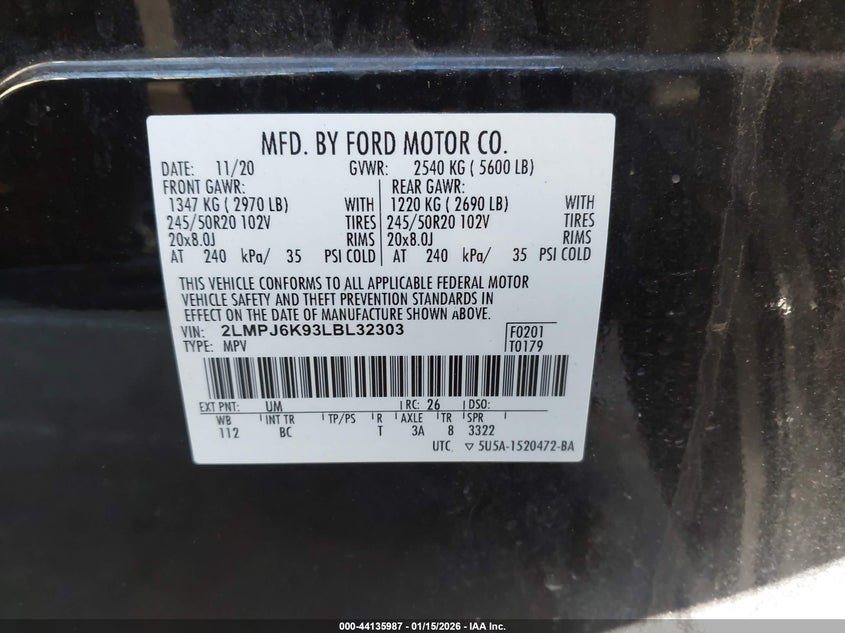 MFD. BY FORD MOTOR CO.
DATE: 11/20 GVWR: 2540 KG ( 5600 LB)
FRONT GAWR: REAR GAWR:
1347 KG ( 2970 LB) WITH 1220 KG ( 2690 LB) WITH
245/50R20 102V TIRES 245/50R20 102V TIRES
20x8.0J RIMS 20x8.0J RIMS
AT 240 kPa/ 35 PSI COLD AT 240 kPa/ 35 PSI COLD
THIS VEHICLE CONFORMS TO ALL APPLICABLE FEDERAL MOTOR
VEHICLE SAFETY AND THEFT PREVENTION STANDARDS IN
EFFECT ON THE DATE OF MANUFACTURE SHOWN ABOVE.
VIN: 2LMPJ6K93LBL32303 F0201
TYPE: MPV T0179
EXT PNT: UM RC: 26 DSO:
WB INT TR TP/PS R AXLE TR SPR
112 BC T 3A 8 3322
UTC ▽ 5U5A-1520472-BA
000-44135987 - 01/15/2026 - IAA Inc.